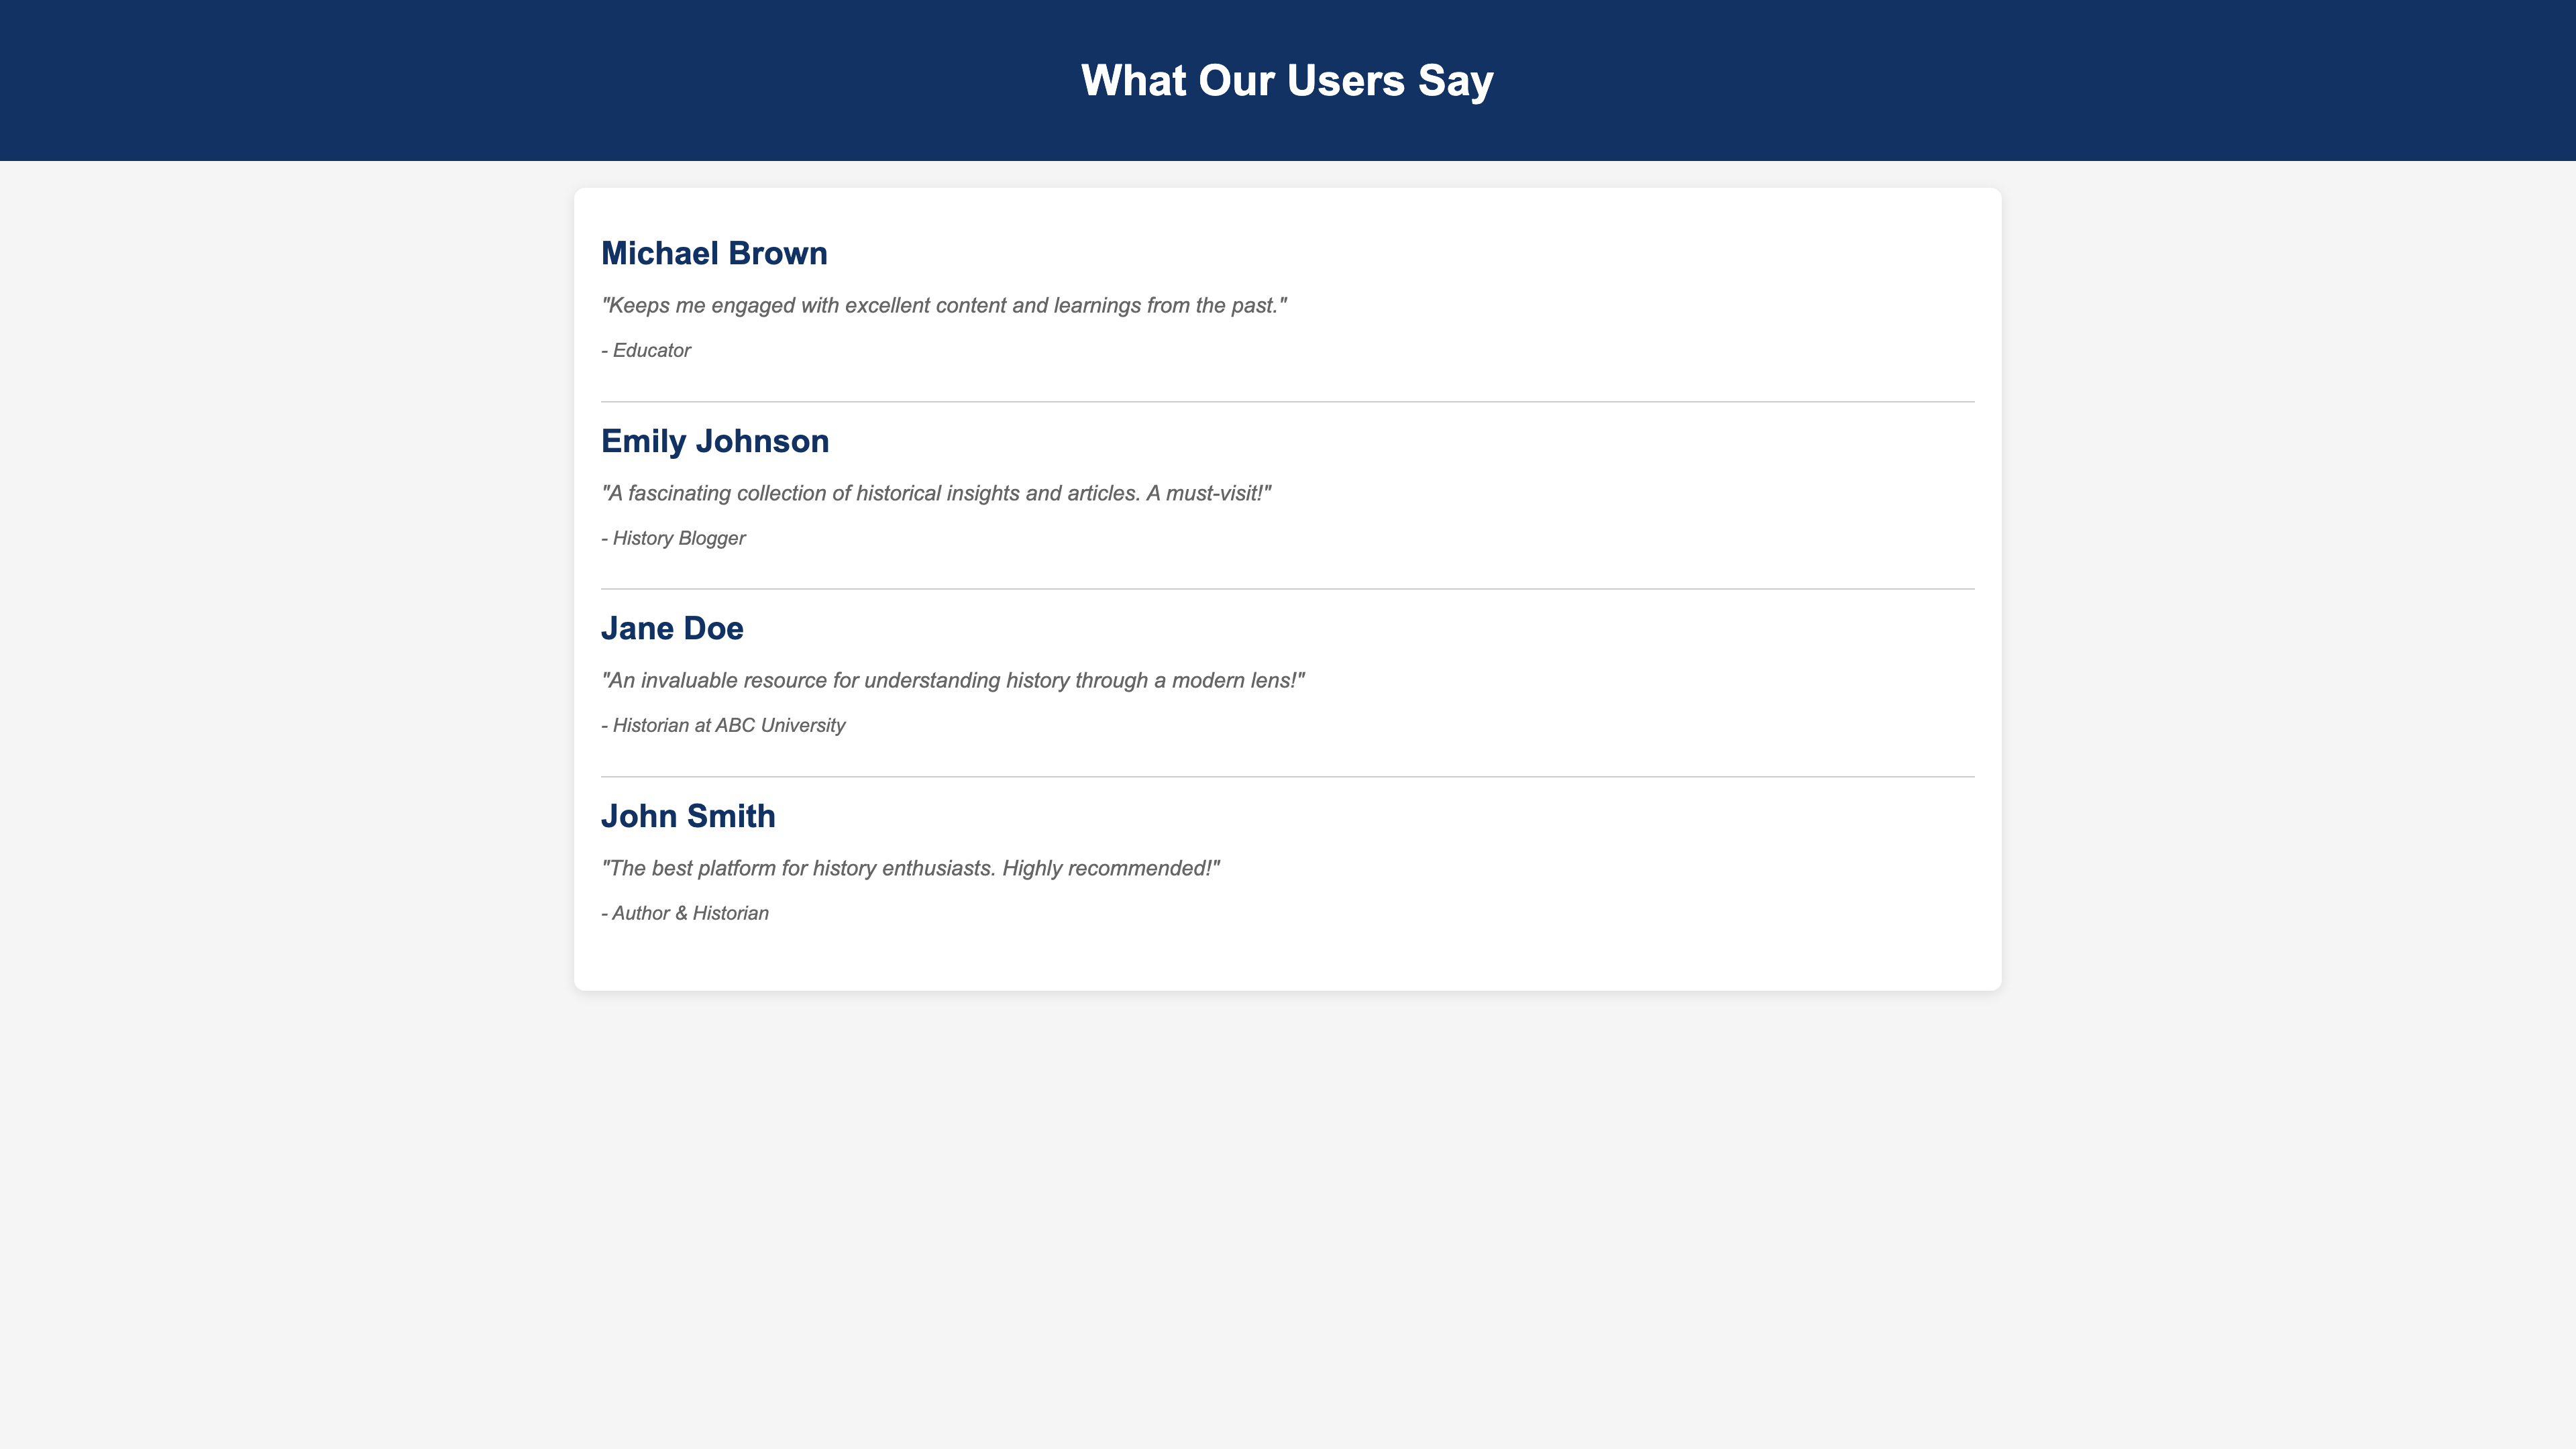 What Our Users Say
Michael Brown
"Keeps me engaged with excellent content and learnings from the past."
- Educator
Emily Johnson
"A fascinating collection of historical insights and articles. A must-visit!"
- History Blogger
Jane Doe
"An invaluable resource for understanding history through a modern lens!"
- Historian at ABC University
John Smith
"The best platform for history enthusiasts. Highly recommended!"
- Author & Historian